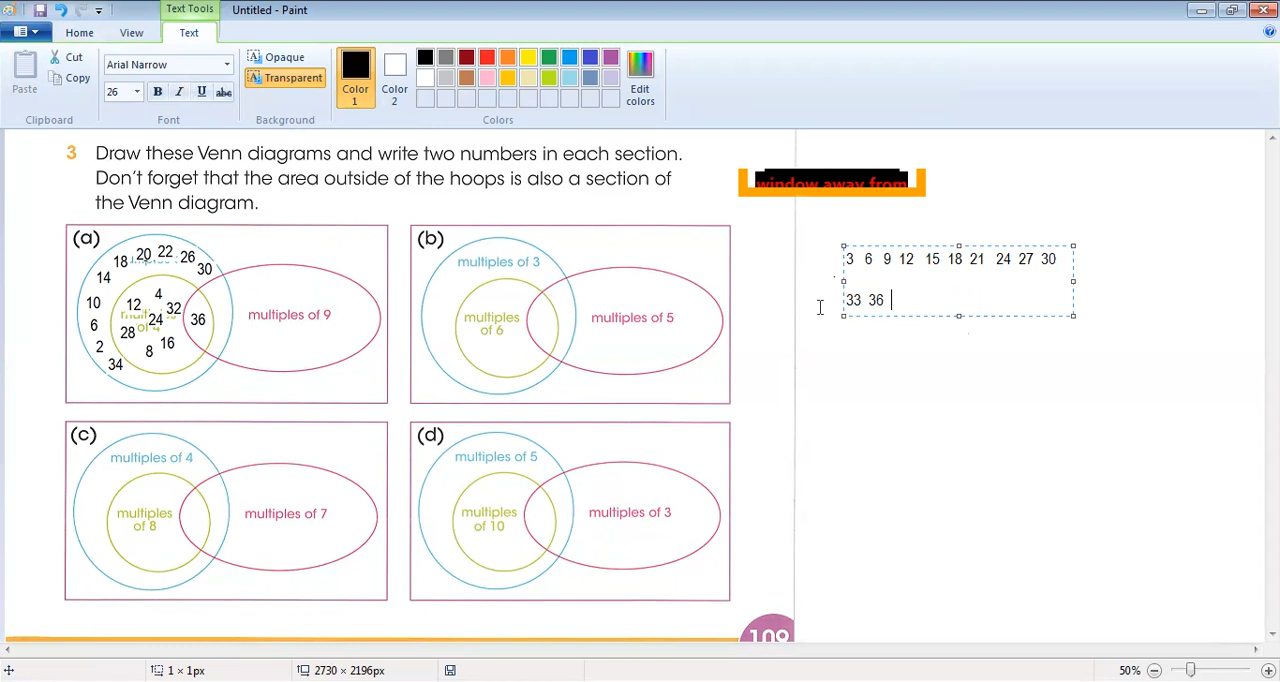 Text Tools
Untitled - Paint
Home
View
Text
Paste
Cut
Copy
Clipboard
Arial Narrow
26
B I U abc
Font
Opaque
Transparent
Background
Color 1
Color 2
Edit colors
Colors
3 Draw these Venn diagrams and write two numbers in each section.
Don't forget that the area outside of the hoops is also a section of
the Venn diagram.
window away from
(a)
18 20 22 26
14 30
10 12 4 32
6 28 24 36
2 8 16
34
multiples of 9
(b)
multiples of 3
multiples
of 6
multiples of 5
3 6 9 12 15 18 21 24 27 30
33 36
(c)
multiples of 4
multiples
of 8
multiples of 7
(d)
multiples of 5
multiples
of 10
multiples of 3
109
1 × 1px
2730 × 2196px
50%